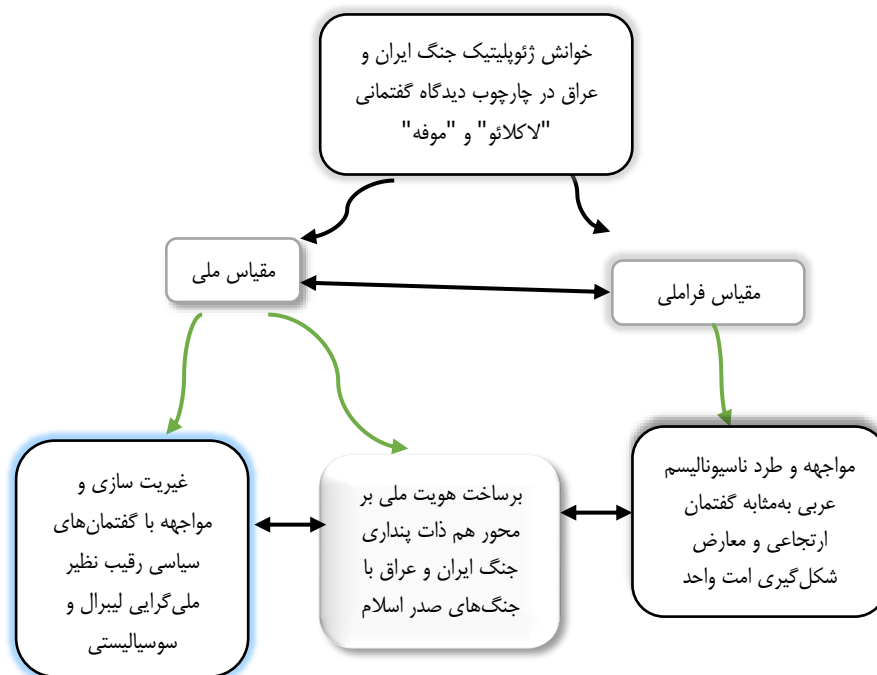 خوانش ژئوپلیتیک جنگ ایران و
عراق در چارچوب دیدگاه گفتمانی
"لاکلائو" و "موفه"
مقیاس فراملی
مقیاس ملی
مواجهه و طرد ناسیونالیسم
عربی به‌مثابه گفتمان
ارتجاعی و معارض
شکل‌گیری امت واحد
برساخت هویت ملی بر
محور هم ذات پنداری
جنگ ایران و عراق با
جنگ‌های صدر اسلام
غیریت سازی و
مواجهه با گفتمان‌های
سیاسی رقیب نظیر
ملی‌گرایی لیبرال و
سوسیالیستی